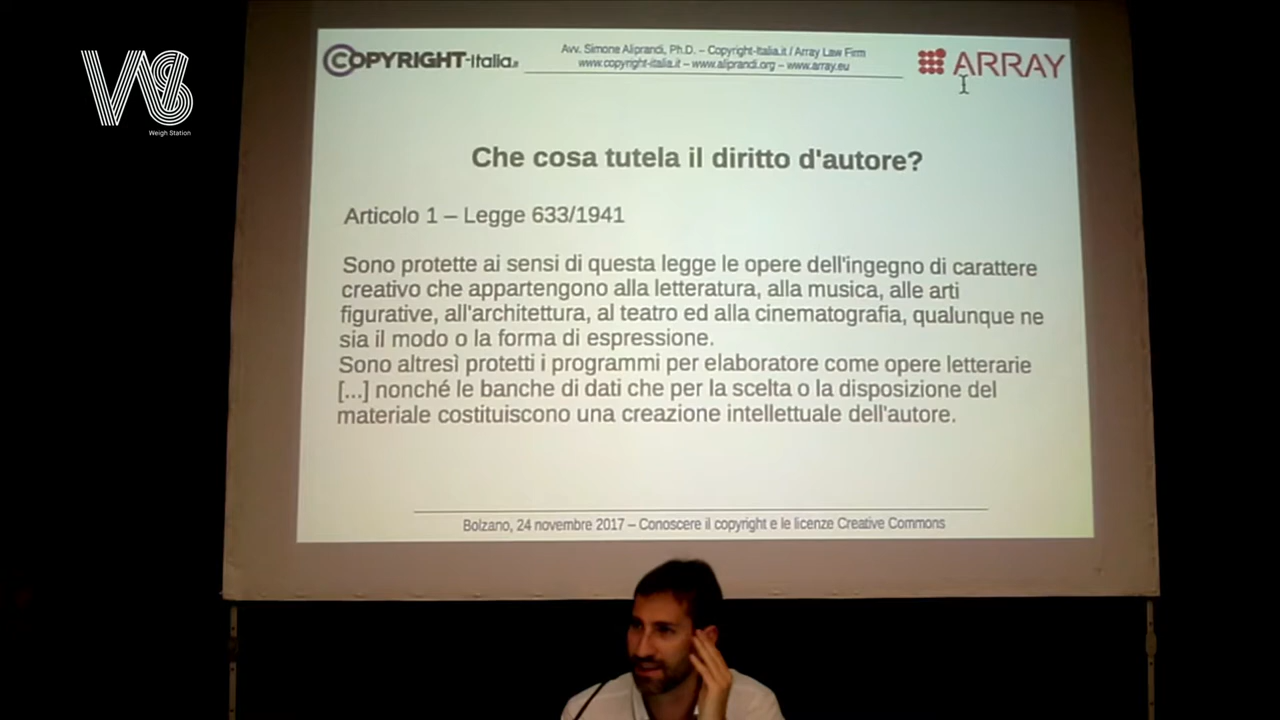 WS
Weigh Station
COPYRIGHT-Italia.it
Avv. Simone Aliprandi, Ph.D. – Copyright-Italia.it / Array Law Firm
www.copyright-italia.it – www.aliprandi.org – www.array.eu
ARRAY
Che cosa tutela il diritto d'autore?
Articolo 1 – Legge 633/1941
Sono protette ai sensi di questa legge le opere dell'ingegno di carattere
creativo che appartengono alla letteratura, alla musica, alle arti
figurative, all'architettura, al teatro ed alla cinematografia, qualunque ne
sia il modo o la forma di espressione.
Sono altresì protetti i programmi per elaboratore come opere letterarie
[...] nonché le banche di dati che per la scelta o la disposizione del
materiale costituiscono una creazione intellettuale dell'autore.
Bolzano, 24 novembre 2017 – Conoscere il copyright e le licenze Creative Commons